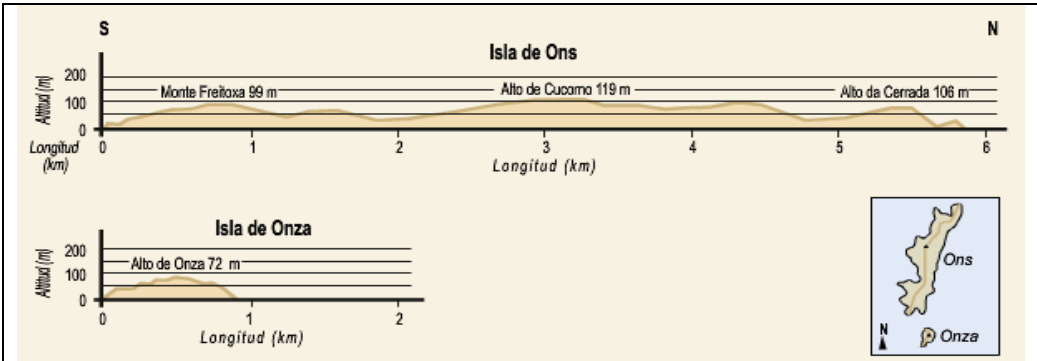 S N
Isla de Ons
Altitud (m)
200
100
0
Monte Freitoxa 99 m
Alto de Cucorno 119 m
Alto da Cerrada 106 m
Longitud
(km)
0 1 2 3 4 5 6
Longitud (km)
Isla de Onza
Altitud (m)
200
100
0
Alto de Onza 72 m
0 1 2
Longitud (km)
Ons
N
Onza